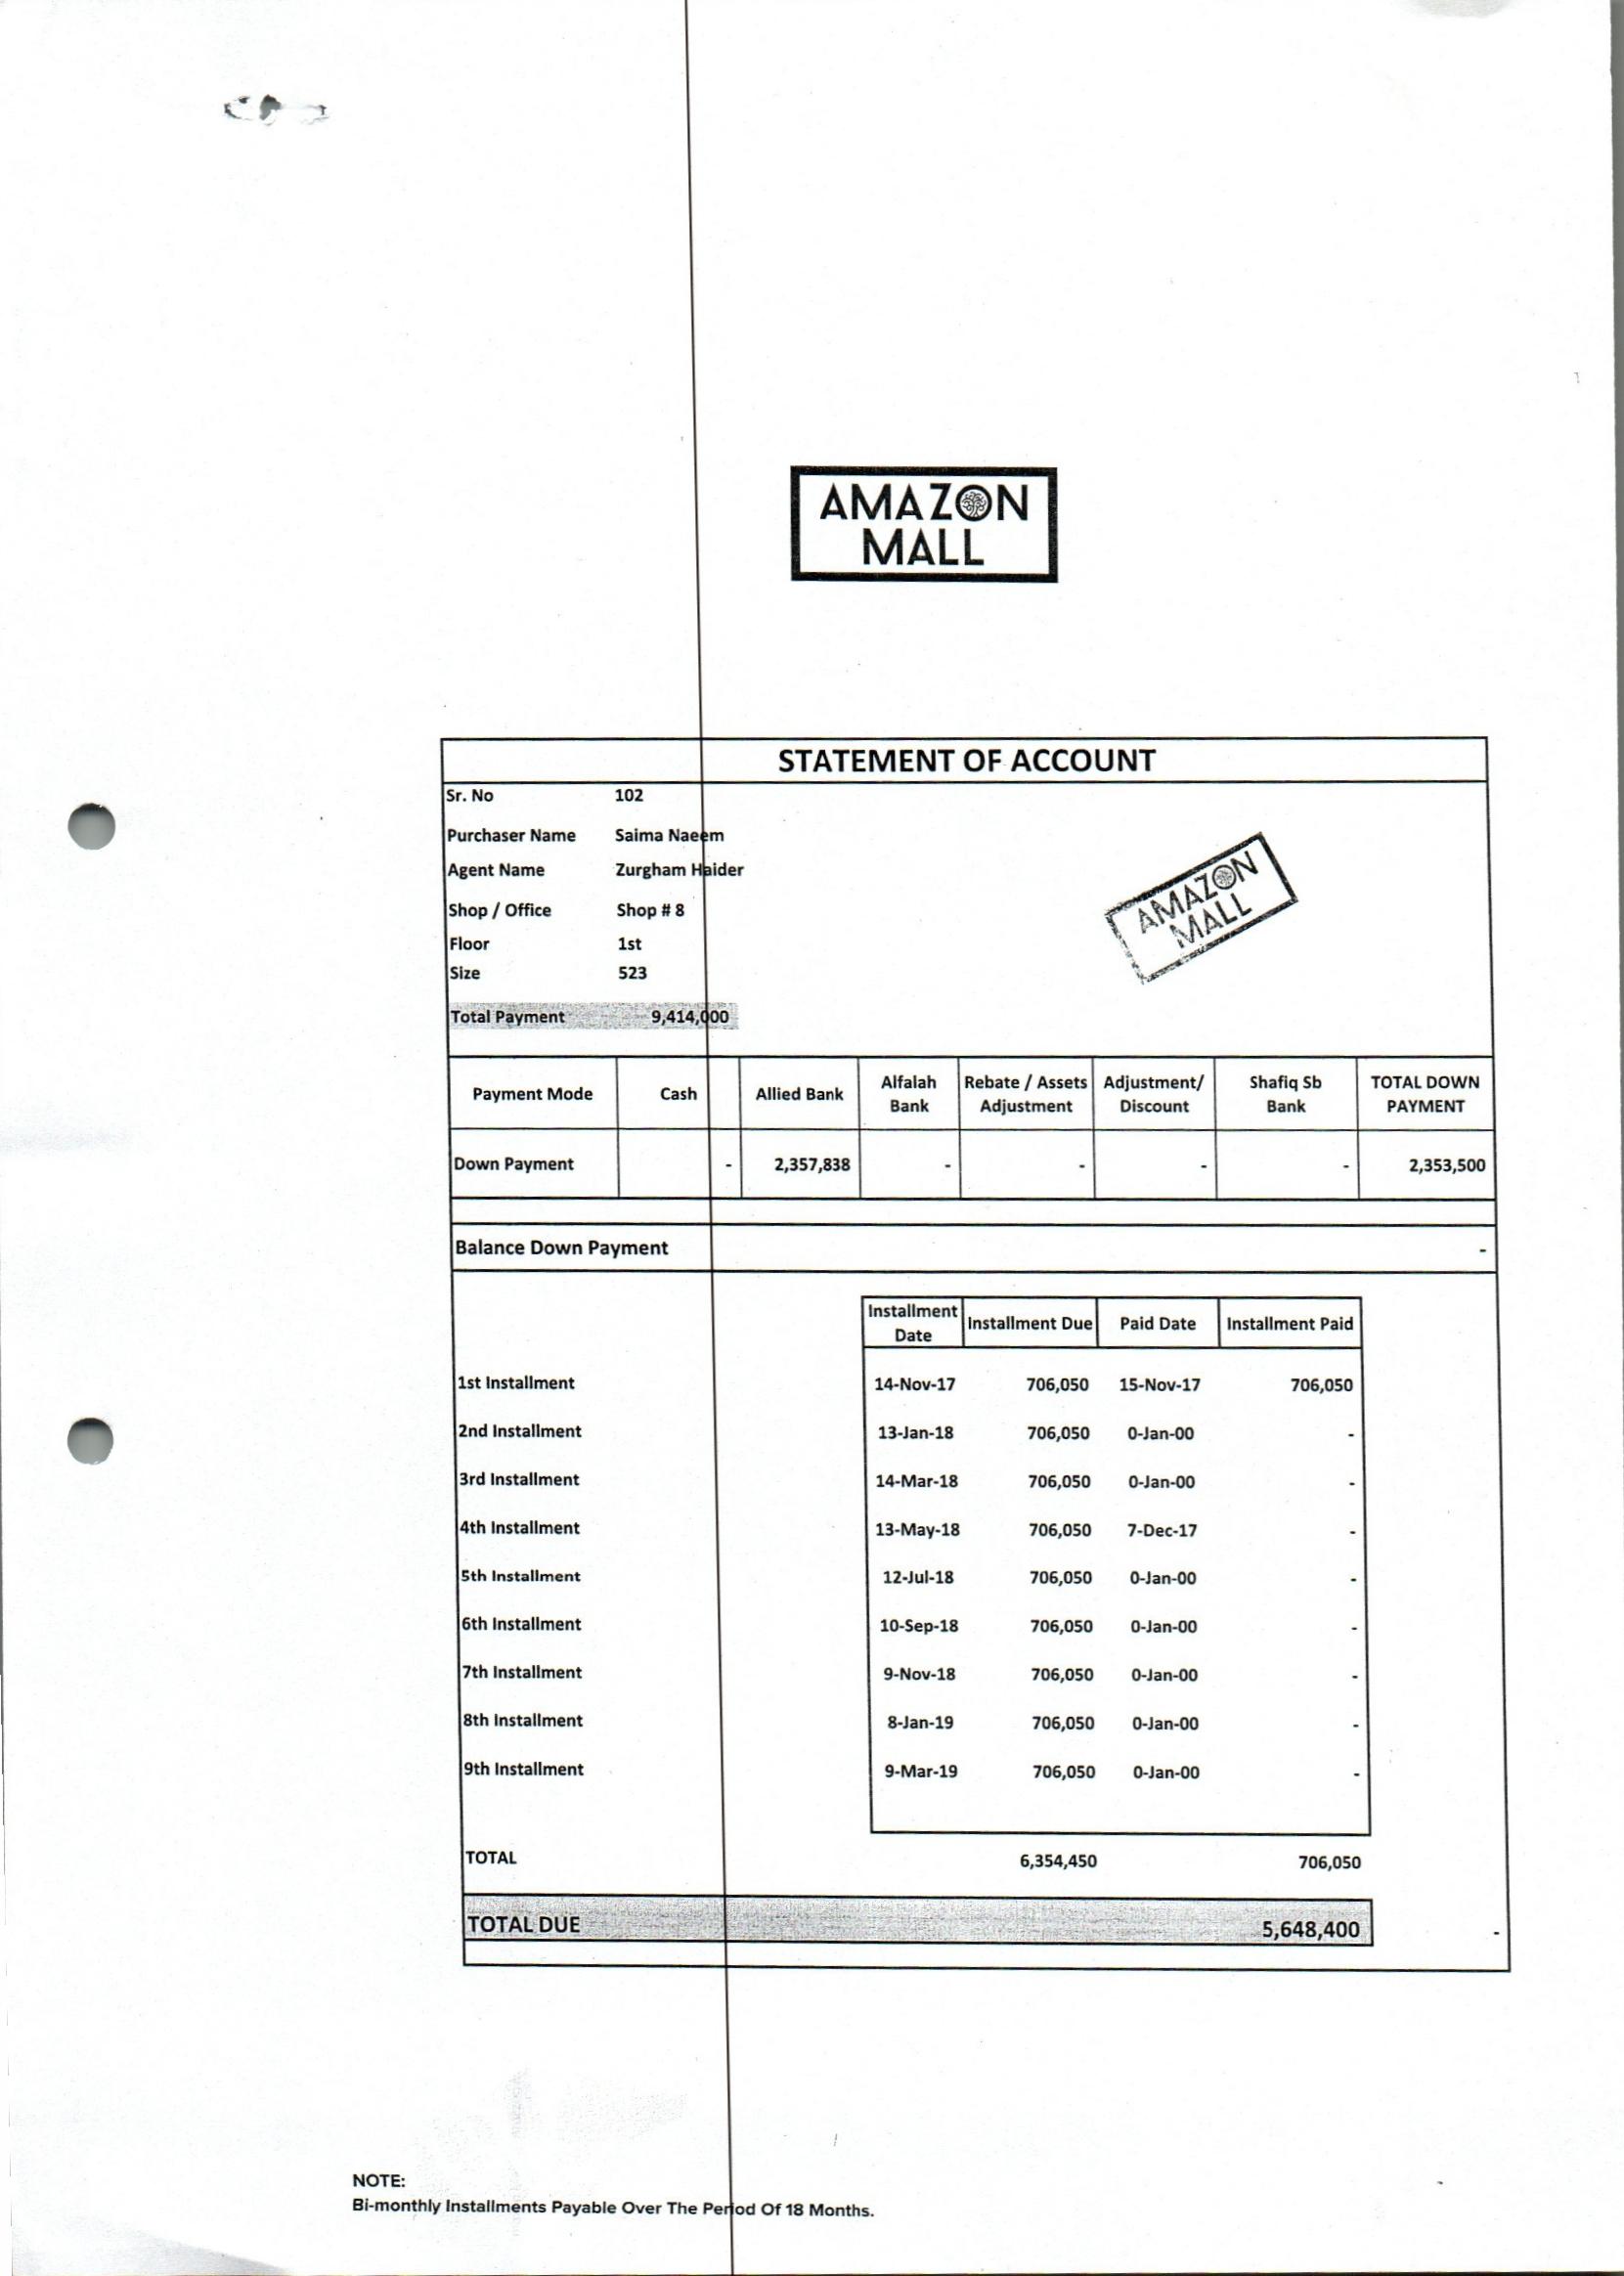 AMAZON
MALL
STATEMENT OF ACCOUNT
Sr. No 102
Purchaser Name Saima Naeem
Agent Name Zurgham Haider
Shop / Office Shop # 8
Floor 1st
Size 523
AMAZON
MALL
Total Payment 9,414,000
Payment Mode Cash Allied Bank Alfalah Bank Rebate / Assets Adjustment Adjustment/ Discount Shafiq Sb Bank TOTAL DOWN PAYMENT
Down Payment - 2,357,838 - - - - 2,353,500
Balance Down Payment -
Installment Date Installment Due Paid Date Installment Paid
1st Installment 14-Nov-17 706,050 15-Nov-17 706,050
2nd Installment 13-Jan-18 706,050 0-Jan-00 -
3rd Installment 14-Mar-18 706,050 0-Jan-00 -
4th Installment 13-May-18 706,050 7-Dec-17 -
5th Installment 12-Jul-18 706,050 0-Jan-00 -
6th Installment 10-Sep-18 706,050 0-Jan-00 -
7th Installment 9-Nov-18 706,050 0-Jan-00 -
8th Installment 8-Jan-19 706,050 0-Jan-00 -
9th Installment 9-Mar-19 706,050 0-Jan-00 -
TOTAL 6,354,450 706,050
TOTAL DUE 5,648,400 -
NOTE:
Bi-monthly Installments Payable Over The Period Of 18 Months.